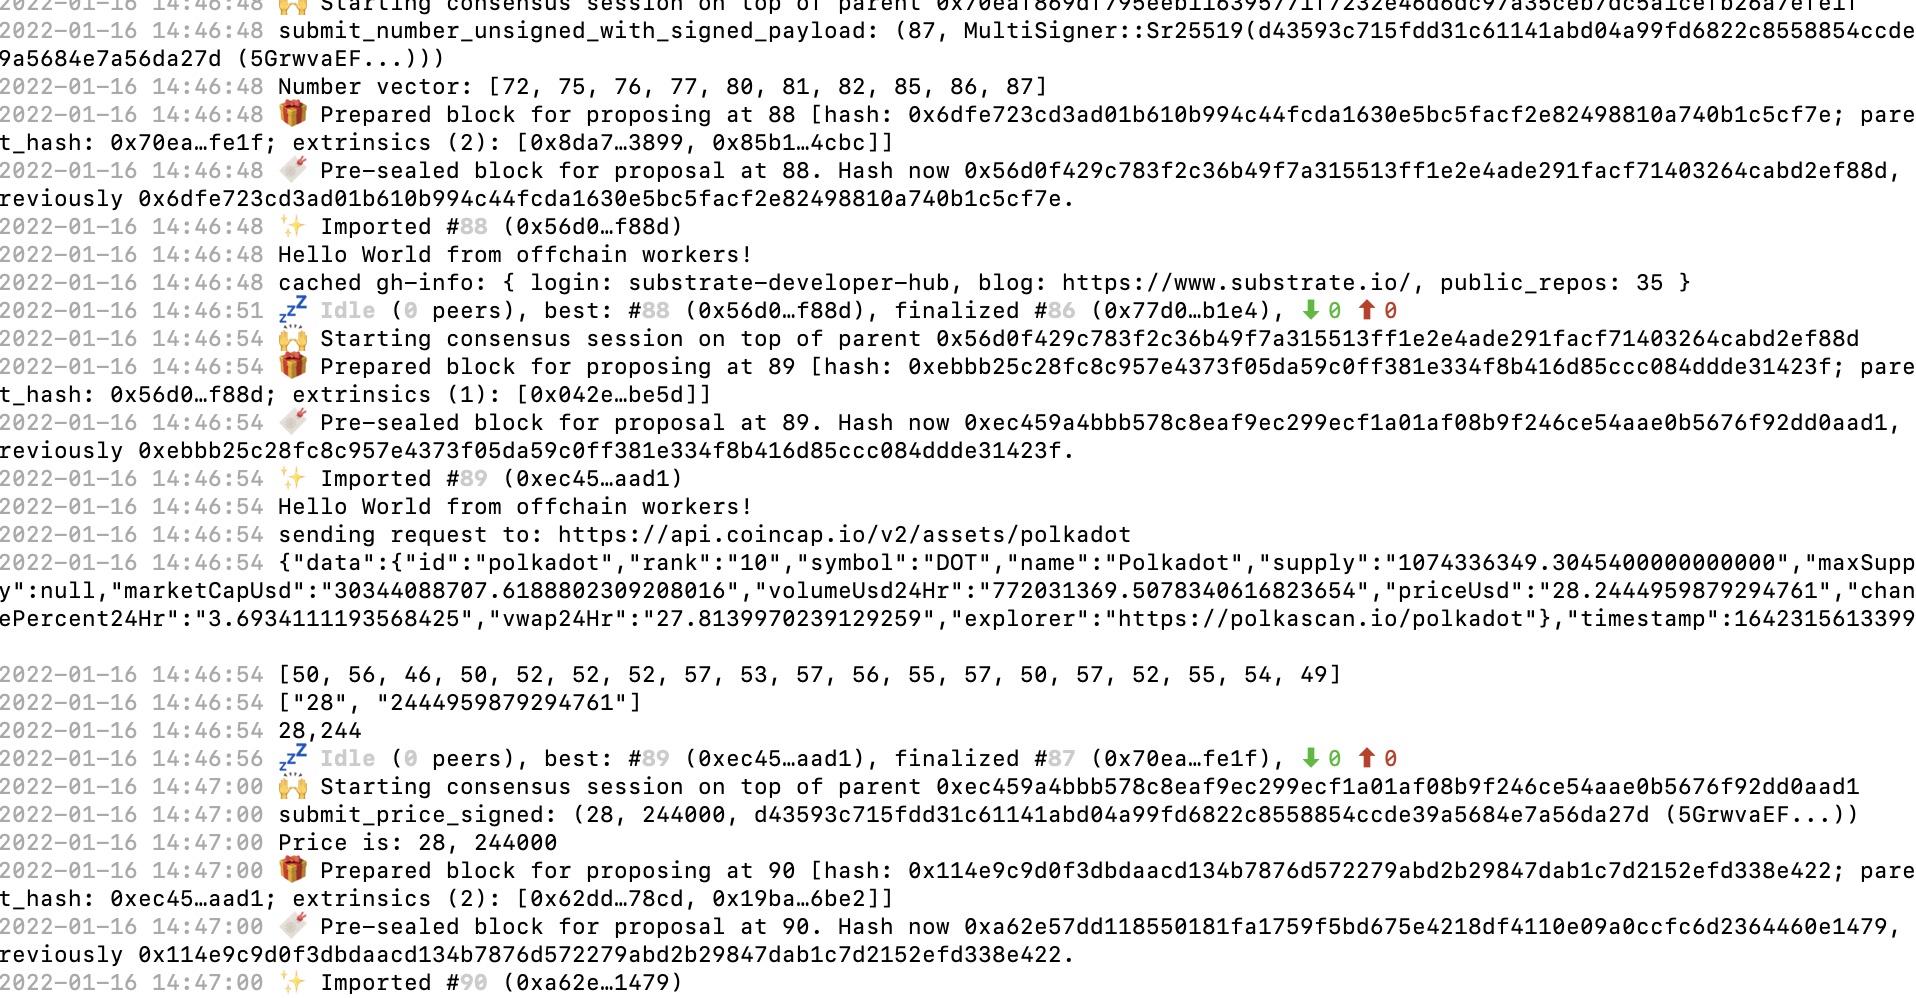 2022-01-16 14:46:48 🙌 Starting consensus session on top of parent 0x70eaf869df795eeb116395771f7232e46d6dc97a35ceb7dc5a1cefb26a7efe1f
2022-01-16 14:46:48 submit_number_unsigned_with_signed_payload: (87, MultiSigner::Sr25519(d43593c715fdd31c61141abd04a99fd6822c8558854ccde
9a5684e7a56da27d (5GrwvaEF...)))
2022-01-16 14:46:48 Number vector: [72, 75, 76, 77, 80, 81, 82, 85, 86, 87]
2022-01-16 14:46:48 🎁 Prepared block for proposing at 88 [hash: 0x6dfe723cd3ad01b610b994c44fcda1630e5bc5facf2e82498810a740b1c5cf7e; pare
t_hash: 0x70ea…fe1f; extrinsics (2): [0x8da7…3899, 0x85b1…4cbc]]
2022-01-16 14:46:48 🔖 Pre-sealed block for proposal at 88. Hash now 0x56d0f429c783f2c36b49f7a315513ff1e2e4ade291facf71403264cabd2ef88d,
reviously 0x6dfe723cd3ad01b610b994c44fcda1630e5bc5facf2e82498810a740b1c5cf7e.
2022-01-16 14:46:48 ✨ Imported #88 (0x56d0…f88d)
2022-01-16 14:46:48 Hello World from offchain workers!
2022-01-16 14:46:48 cached gh-info: { login: substrate-developer-hub, blog: https://www.substrate.io/, public_repos: 35 }
2022-01-16 14:46:51 💤 Idle (0 peers), best: #88 (0x56d0…f88d), finalized #86 (0x77d0…b1e4), ⬇ 0 ⬆ 0
2022-01-16 14:46:54 🙌 Starting consensus session on top of parent 0x56d0f429c783f2c36b49f7a315513ff1e2e4ade291facf71403264cabd2ef88d
2022-01-16 14:46:54 🎁 Prepared block for proposing at 89 [hash: 0xebbb25c28fc8c957e4373f05da59c0ff381e334f8b416d85ccc084ddde31423f; pare
t_hash: 0x56d0…f88d; extrinsics (1): [0x042e…be5d]]
2022-01-16 14:46:54 🔖 Pre-sealed block for proposal at 89. Hash now 0xec459a4bbb578c8eaf9ec299ecf1a01af08b9f246ce54aae0b5676f92dd0aad1,
reviously 0xebbb25c28fc8c957e4373f05da59c0ff381e334f8b416d85ccc084ddde31423f.
2022-01-16 14:46:54 ✨ Imported #89 (0xec45…aad1)
2022-01-16 14:46:54 Hello World from offchain workers!
2022-01-16 14:46:54 sending request to: https://api.coincap.io/v2/assets/polkadot
2022-01-16 14:46:54 {"data":{"id":"polkadot","rank":"10","symbol":"DOT","name":"Polkadot","supply":"1074336349.3045400000000000","maxSupp
y":null,"marketCapUsd":"30344088707.6188802309208016","volumeUsd24Hr":"772031369.5078340616823654","priceUsd":"28.2444959879294761","chan
ePercent24Hr":"3.6934111193568425","vwap24Hr":"27.8139970239129259","explorer":"https://polkascan.io/polkadot"},"timestamp":1642315613399
2022-01-16 14:46:54 [50, 56, 46, 50, 52, 52, 52, 57, 53, 57, 56, 55, 57, 50, 57, 52, 55, 54, 49]
2022-01-16 14:46:54 ["28", "2444959879294761"]
2022-01-16 14:46:54 28,244
2022-01-16 14:46:56 💤 Idle (0 peers), best: #89 (0xec45…aad1), finalized #87 (0x70ea…fe1f), ⬇ 0 ⬆ 0
2022-01-16 14:47:00 🙌 Starting consensus session on top of parent 0xec459a4bbb578c8eaf9ec299ecf1a01af08b9f246ce54aae0b5676f92dd0aad1
2022-01-16 14:47:00 submit_price_signed: (28, 244000, d43593c715fdd31c61141abd04a99fd6822c8558854ccde39a5684e7a56da27d (5GrwvaEF...))
2022-01-16 14:47:00 Price is: 28, 244000
2022-01-16 14:47:00 🎁 Prepared block for proposing at 90 [hash: 0x114e9c9d0f3dbdaacd134b7876d572279abd2b29847dab1c7d2152efd338e422; pare
t_hash: 0xec45…aad1; extrinsics (2): [0x62dd…78cd, 0x19ba…6be2]]
2022-01-16 14:47:00 🔖 Pre-sealed block for proposal at 90. Hash now 0xa62e57dd118550181fa1759f5bd675e4218df4110e09a0ccfc6d2364460e1479,
reviously 0x114e9c9d0f3dbdaacd134b7876d572279abd2b29847dab1c7d2152efd338e422.
2022-01-16 14:47:00 ✨ Imported #90 (0xa62e…1479)